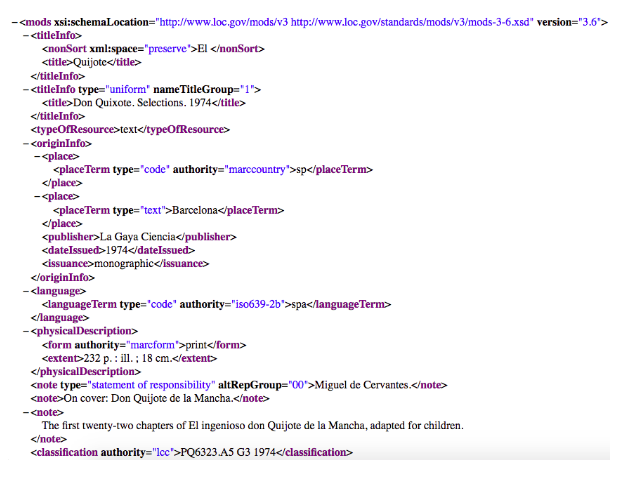 −<mods xsi:schemaLocation="http://www.loc.gov/mods/v3 http://www.loc.gov/standards/mods/v3/mods-3-6.xsd" version="3.6">
−<titleInfo>
<nonSort xml:space="preserve">El </nonSort>
<title>Quijote</title>
</titleInfo>
−<titleInfo type="uniform" nameTitleGroup="1">
<title>Don Quixote. Selections. 1974</title>
</titleInfo>
<typeOfResource>text</typeOfResource>
−<originInfo>
−<place>
<placeTerm type="code" authority="marccountry">sp</placeTerm>
</place>
−<place>
<placeTerm type="text">Barcelona</placeTerm>
</place>
<publisher>La Gaya Ciencia</publisher>
<dateIssued>1974</dateIssued>
<issuance>monographic</issuance>
</originInfo>
−<language>
<languageTerm type="code" authority="iso639-2b">spa</languageTerm>
</language>
−<physicalDescription>
<form authority="marcform">print</form>
<extent>232 p. : ill. ; 18 cm.</extent>
</physicalDescription>
<note type="statement of responsibility" altRepGroup="00">Miguel de Cervantes.</note>
<note>On cover: Don Quijote de la Mancha.</note>
−<note>
The first twenty-two chapters of El ingenioso don Quijote de la Mancha, adapted for children.
</note>
<classification authority="lcc">PQ6323.A5 G3 1974</classification>